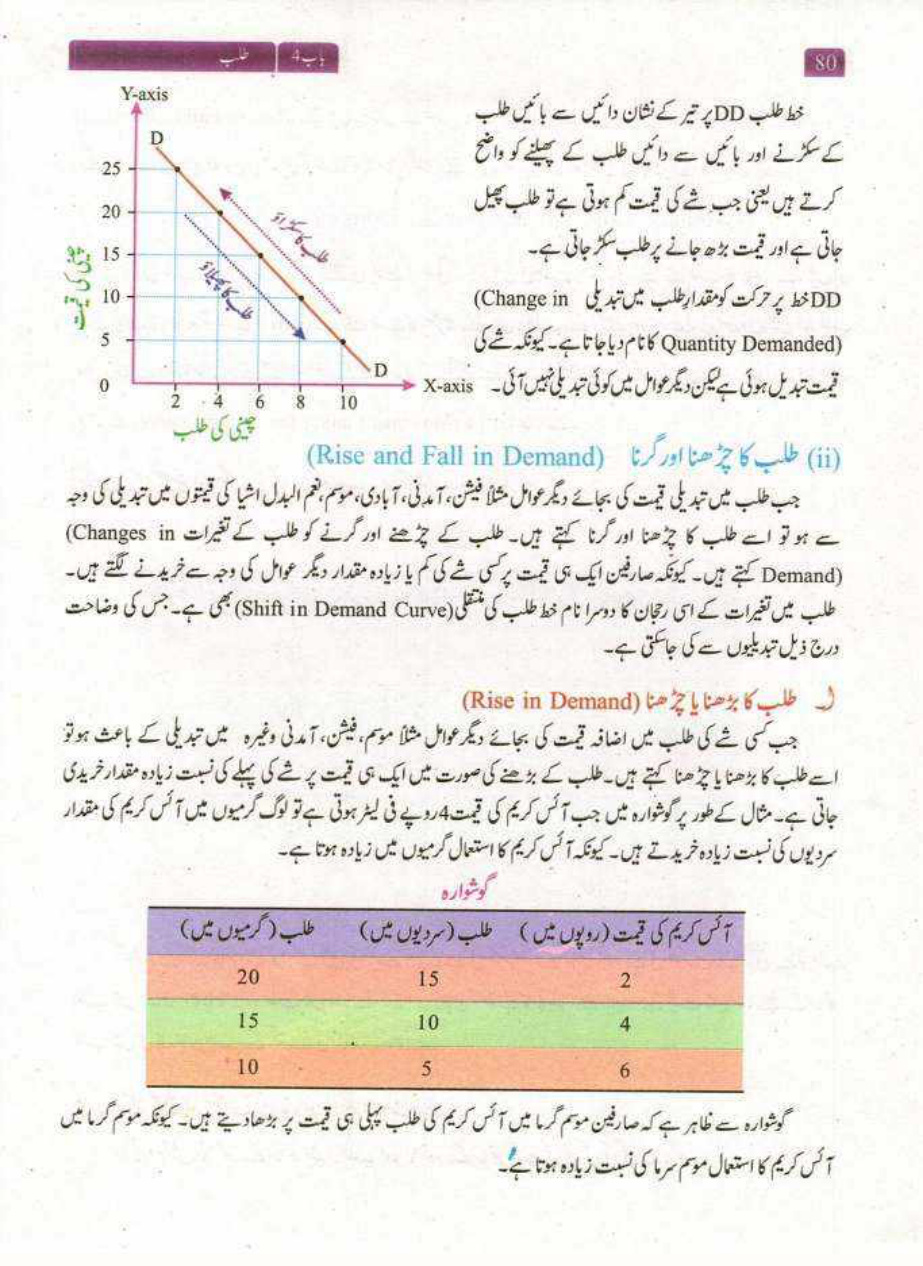 80
باب 4 طلب
خط طلب DD پر تیر کے نشان دائیں سے بائیں طلب
کے سکڑنے اور بائیں سے دائیں طلب کے پھیلنے کو واضح
کرتے ہیں یعنی جب شے کی قیمت کم ہوتی ہے تو طلب پھیل
جاتی ہے اور قیمت بڑھ جانے پر طلب سکڑ جاتی ہے۔
DD خط پر حرکت کو مقدار طلب میں تبدیلی (Change in
Quantity Demanded) کا نام دیا جاتا ہے۔ کیونکہ شے کی
قیمت تبدیل ہوئی ہے لیکن دیگر عوامل میں کوئی تبدیلی نہیں آئی۔
Y-axis
D
25
20
15
10
5
0
2 4 6 8 10
D
X-axis
چینی کی قیمت
چینی کی طلب
طلب کا سکڑاؤ
طلب کا پھیلاؤ
(ii) طلب کا چڑھنا اور گرنا (Rise and Fall in Demand)
جب طلب میں تبدیلی قیمت کی بجائے دیگر عوامل مثلاً فیشن، آمدنی، آبادی، موسم، نعم البدل اشیا کی قیمتوں میں تبدیلی کی وجہ
سے ہو تو اسے طلب کا چڑھنا اور گرنا کہتے ہیں۔ طلب کے چڑھنے اور گرنے کو طلب کے تغیرات (Changes in
Demand) کہتے ہیں۔ کیونکہ صارفین ایک ہی قیمت پر کسی شے کی کم یا زیادہ مقدار دیگر عوامل کی وجہ سے خریدنے لگتے ہیں۔
طلب میں تغیرات کے اسی رجحان کا دوسرا نام خط طلب کی منتقلی (Shift in Demand Curve) بھی ہے۔ جس کی وضاحت
درج ذیل تبدیلیوں سے کی جاسکتی ہے۔
ل۔ طلب کا بڑھنا یا چڑھنا (Rise in Demand)
جب کسی شے کی طلب میں اضافہ قیمت کی بجائے دیگر عوامل مثلاً موسم، فیشن، آمدنی وغیرہ میں تبدیلی کے باعث ہو تو
اسے طلب کا بڑھنا یا چڑھنا کہتے ہیں۔ طلب کے بڑھنے کی صورت میں ایک ہی قیمت پر شے کی پہلے کی نسبت زیادہ مقدار خریدی
جاتی ہے۔ مثال کے طور پر گوشوارہ میں جب آئس کریم کی قیمت 4 روپے فی لیٹر ہوتی ہے تو لوگ گرمیوں میں آئس کریم کی مقدار
سردیوں کی نسبت زیادہ خریدتے ہیں۔ کیونکہ آئس کریم کا استعمال گرمیوں میں زیادہ ہوتا ہے۔
گوشوارہ
آئس کریم کی قیمت (روپوں میں) طلب (سردیوں میں) طلب (گرمیوں میں)
2 15 20
4 10 15
6 5 10
گوشوارہ سے ظاہر ہے کہ صارفین موسم گرما میں آئس کریم کی طلب پہلی ہی قیمت پر بڑھا دیتے ہیں۔ کیونکہ موسم گرما میں
آئس کریم کا استعمال موسم سرما کی نسبت زیادہ ہوتا ہے۔